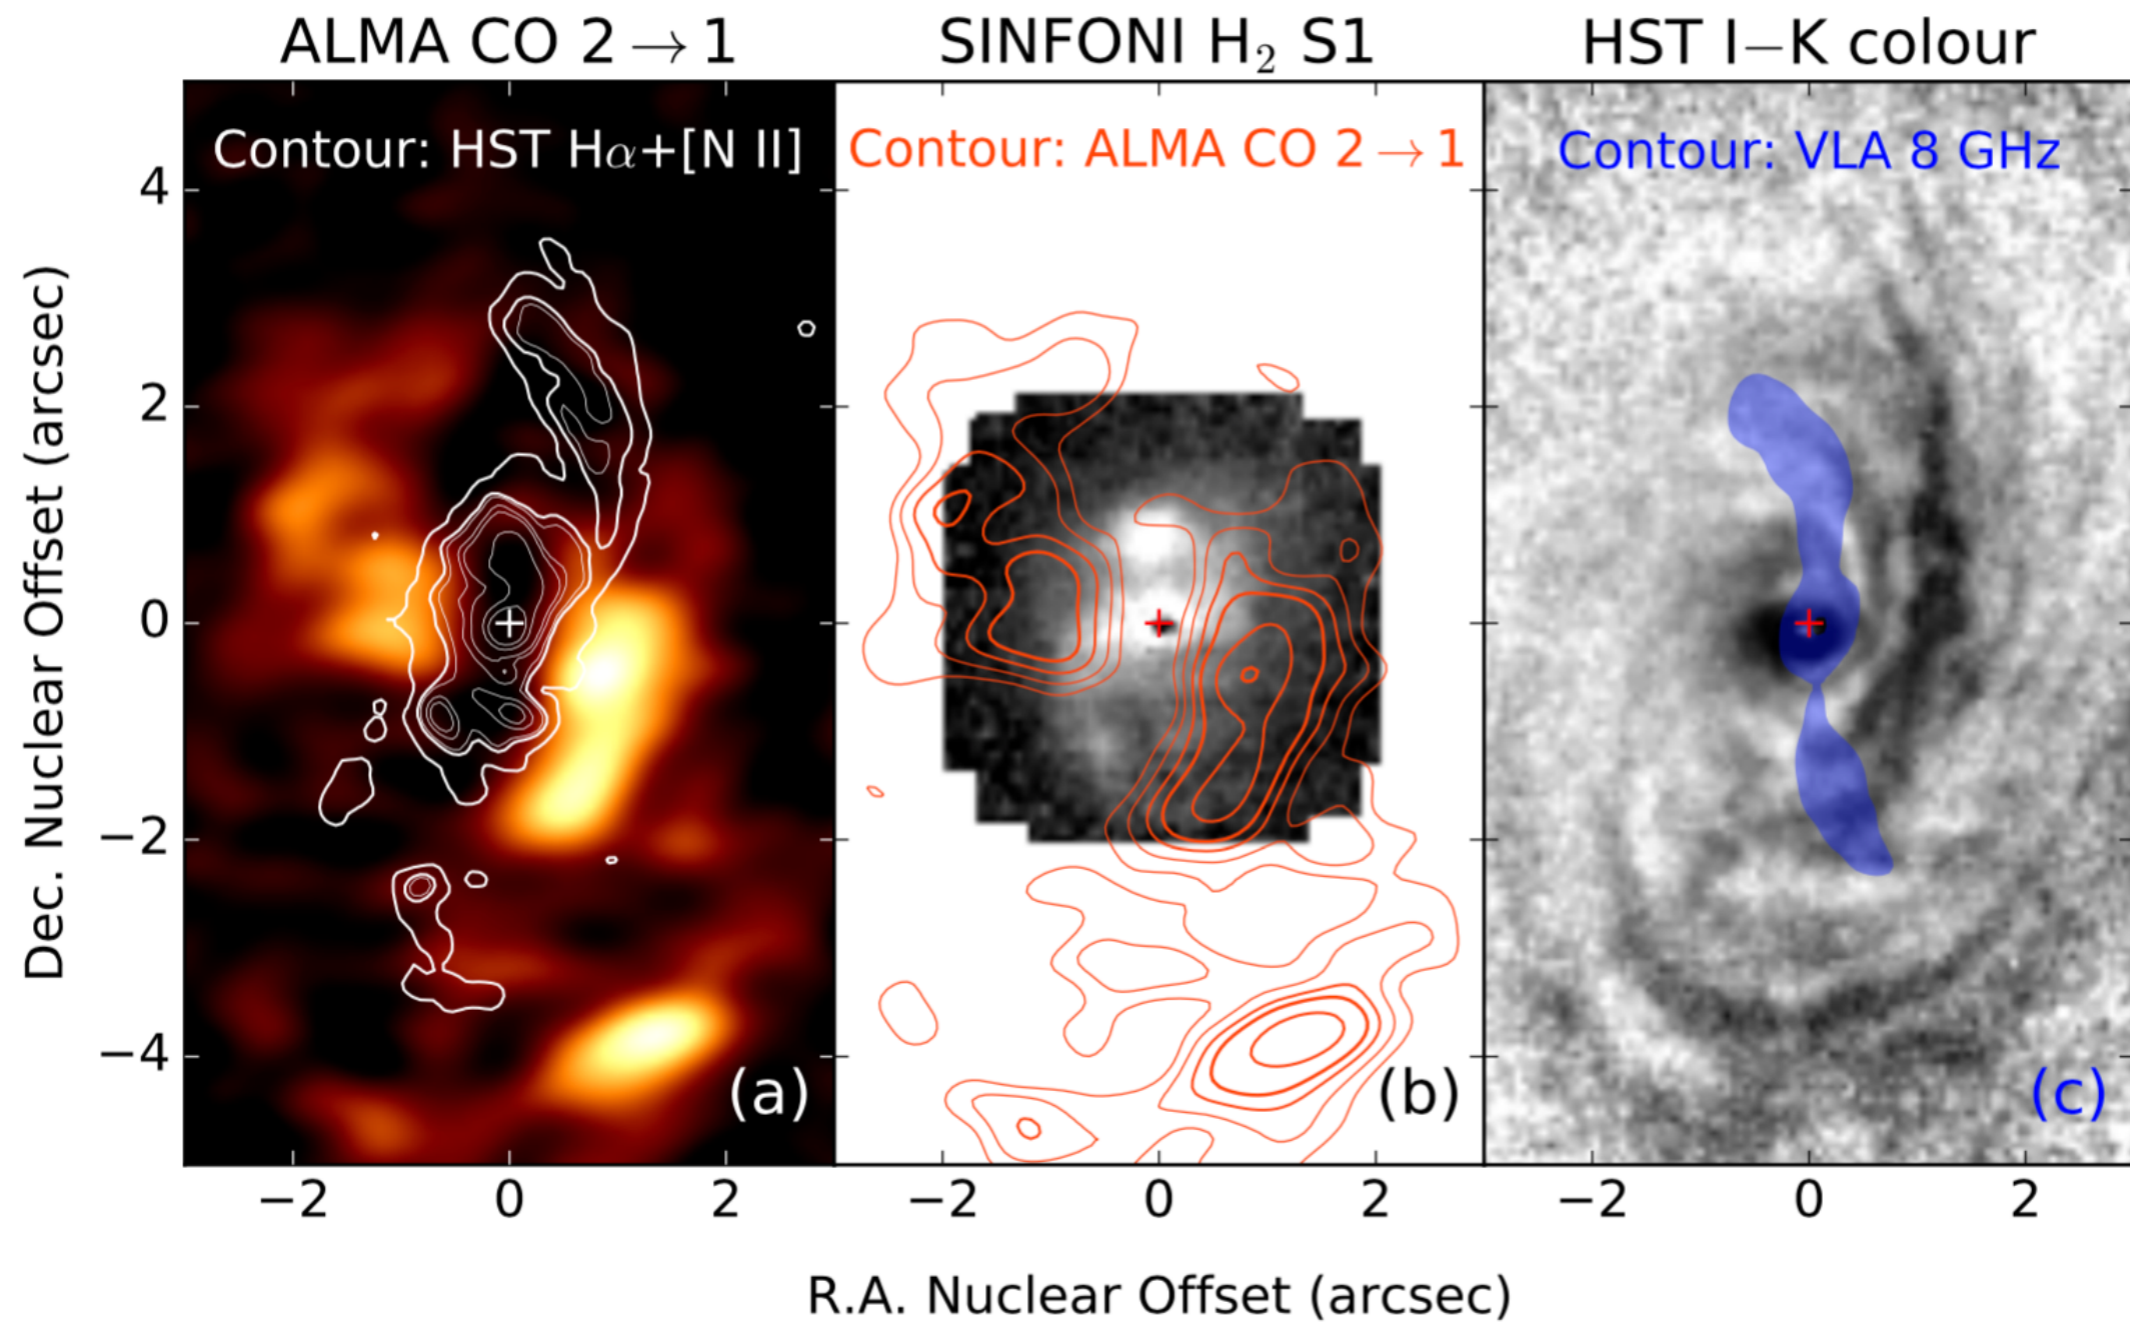 ALMA CO 2→1
SINFONI H₂ S1
HST I−K colour
Contour: HST Hα+[N II]
Contour: ALMA CO 2→1
Contour: VLA 8 GHz
Dec. Nuclear Offset (arcsec)
4
2
0
−2
−4
(a)
(b)
(c)
−2 0 2
−2 0 2
−2 0 2
R.A. Nuclear Offset (arcsec)